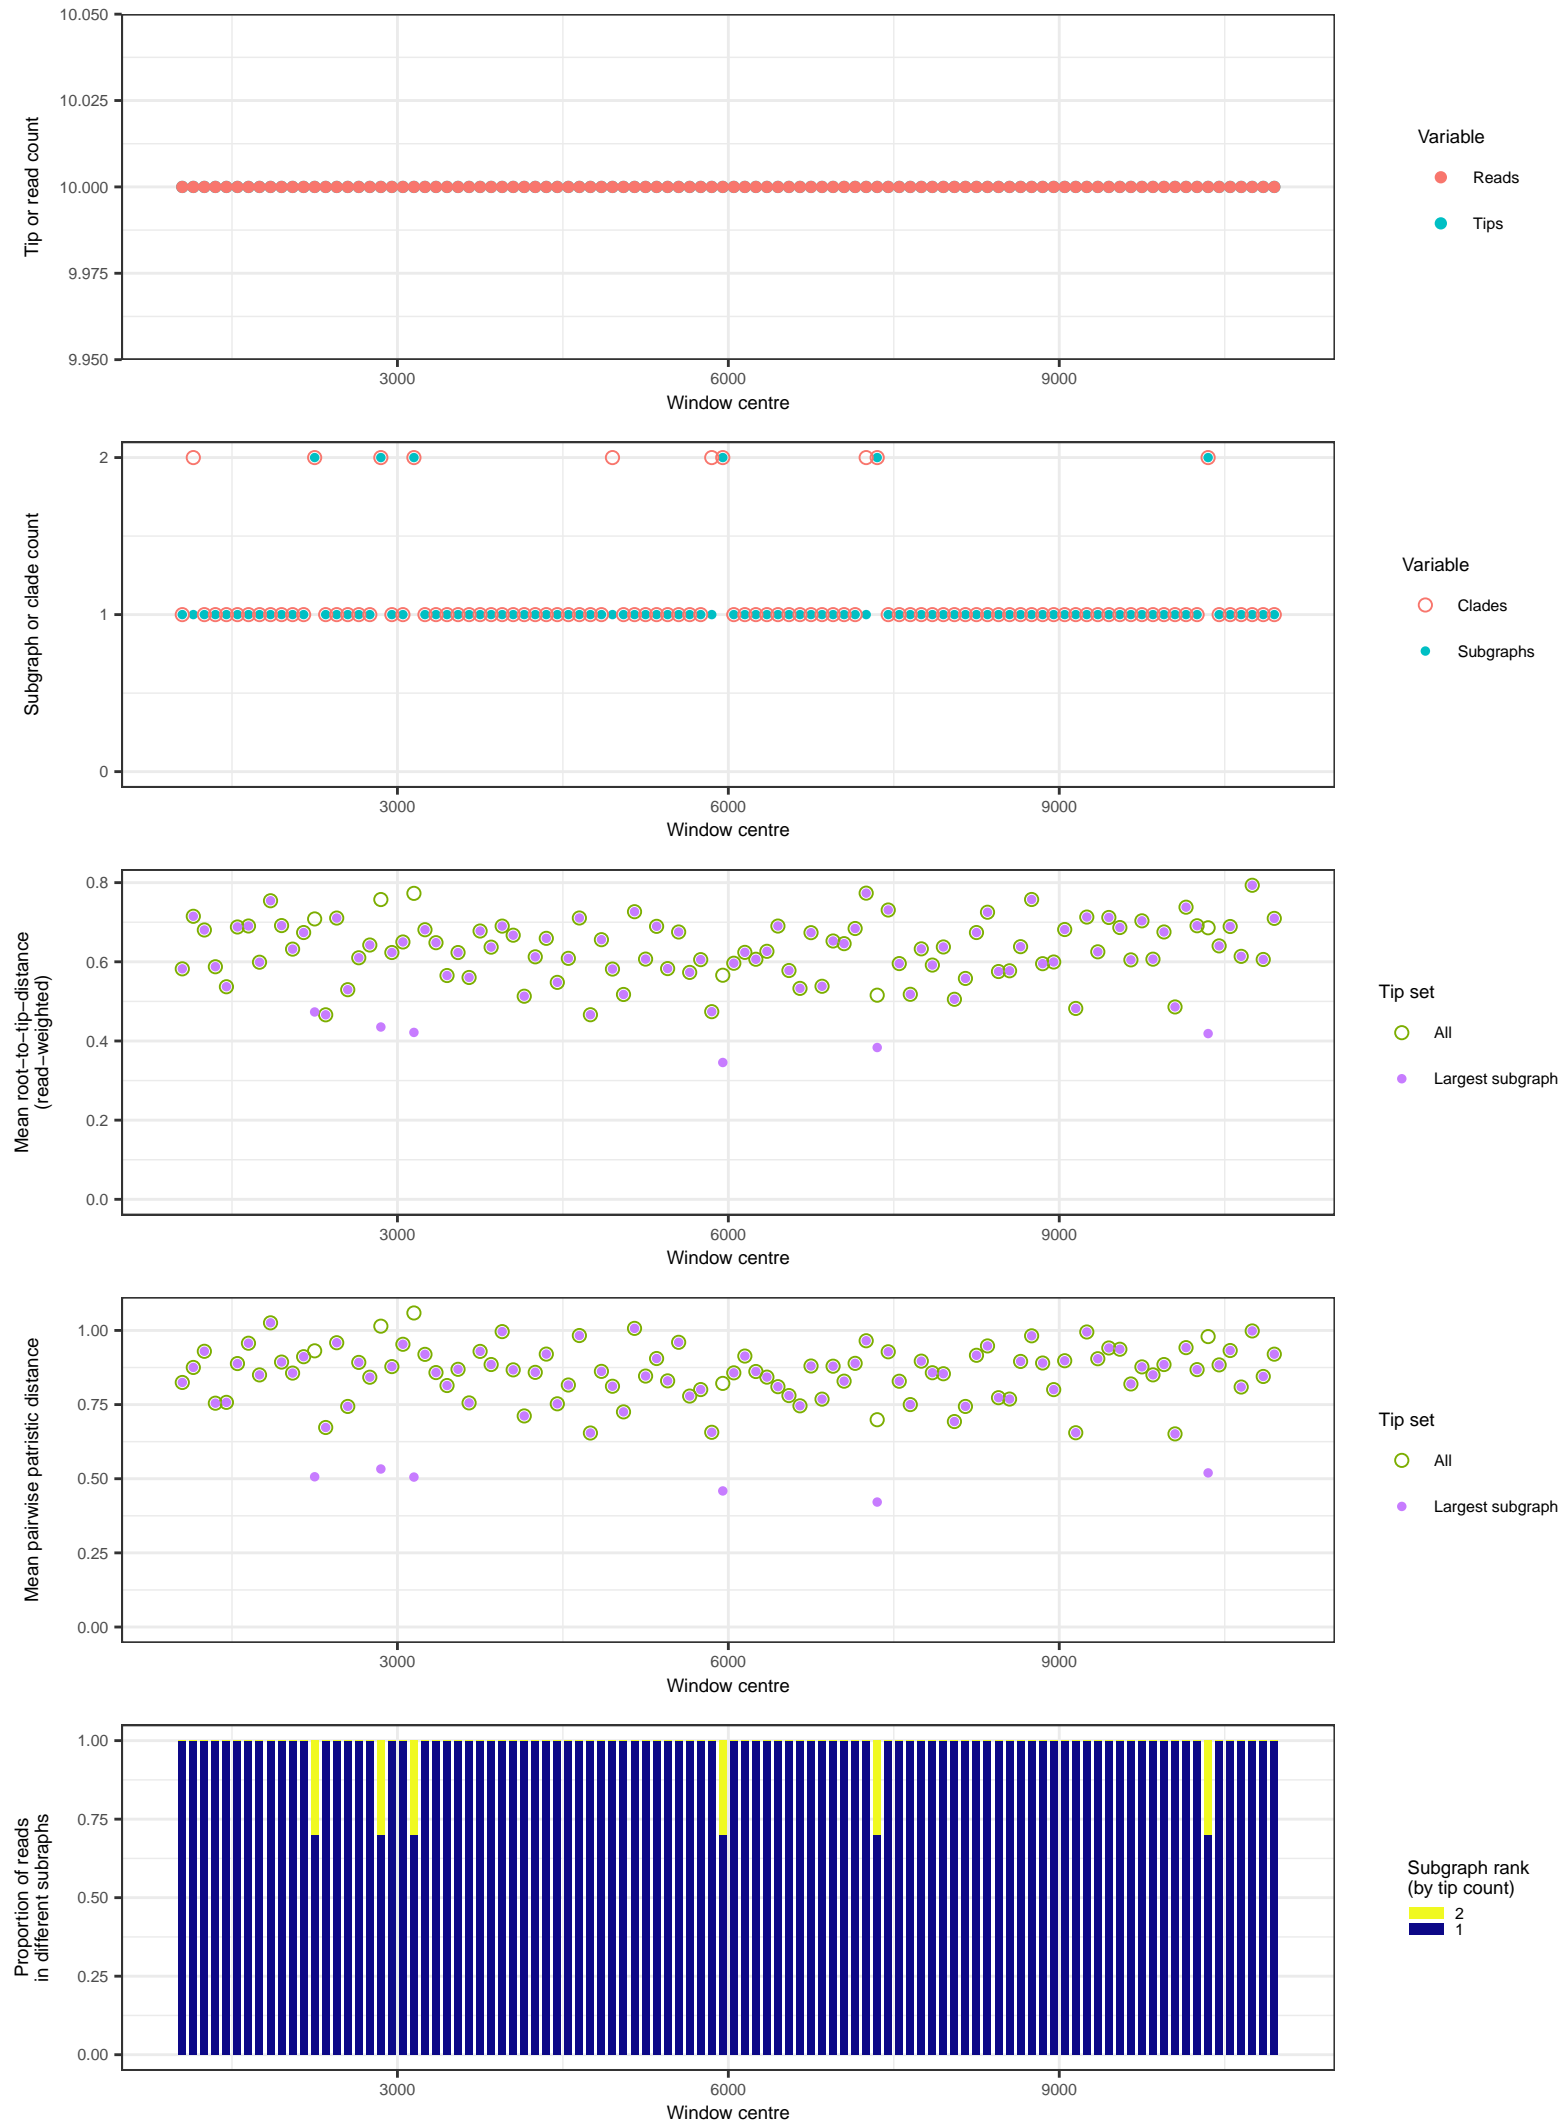 10.050
10.025
10.000
9.975
9.950
Tip or read count
3000
6000
9000
Window centre
Variable
Reads
Tips
2
1
0
Subgraph or clade count
3000
6000
9000
Window centre
Variable
Clades
Subgraphs
0.8
0.6
0.4
0.2
0.0
Mean root−to−tip−distance
(read−weighted)
3000
6000
9000
Window centre
Tip set
All
Largest subgraph
1.00
0.75
0.50
0.25
0.00
Mean pairwise patristic distance
3000
6000
9000
Window centre
Tip set
All
Largest subgraph
1.00
0.75
0.50
0.25
0.00
Proportion of reads
in different subraphs
3000
6000
9000
Window centre
Subgraph rank
(by tip count)
2
1